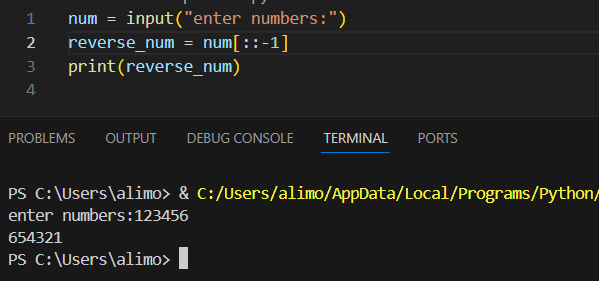 1 num = input("enter numbers:")
2 reverse_num = num[::-1]
3 print(reverse_num)
4
PROBLEMS OUTPUT DEBUG CONSOLE TERMINAL PORTS
PS C:\Users\alimo> & C:/Users/alimo/AppData/Local/Programs/Python/
enter numbers:123456
654321
PS C:\Users\alimo>